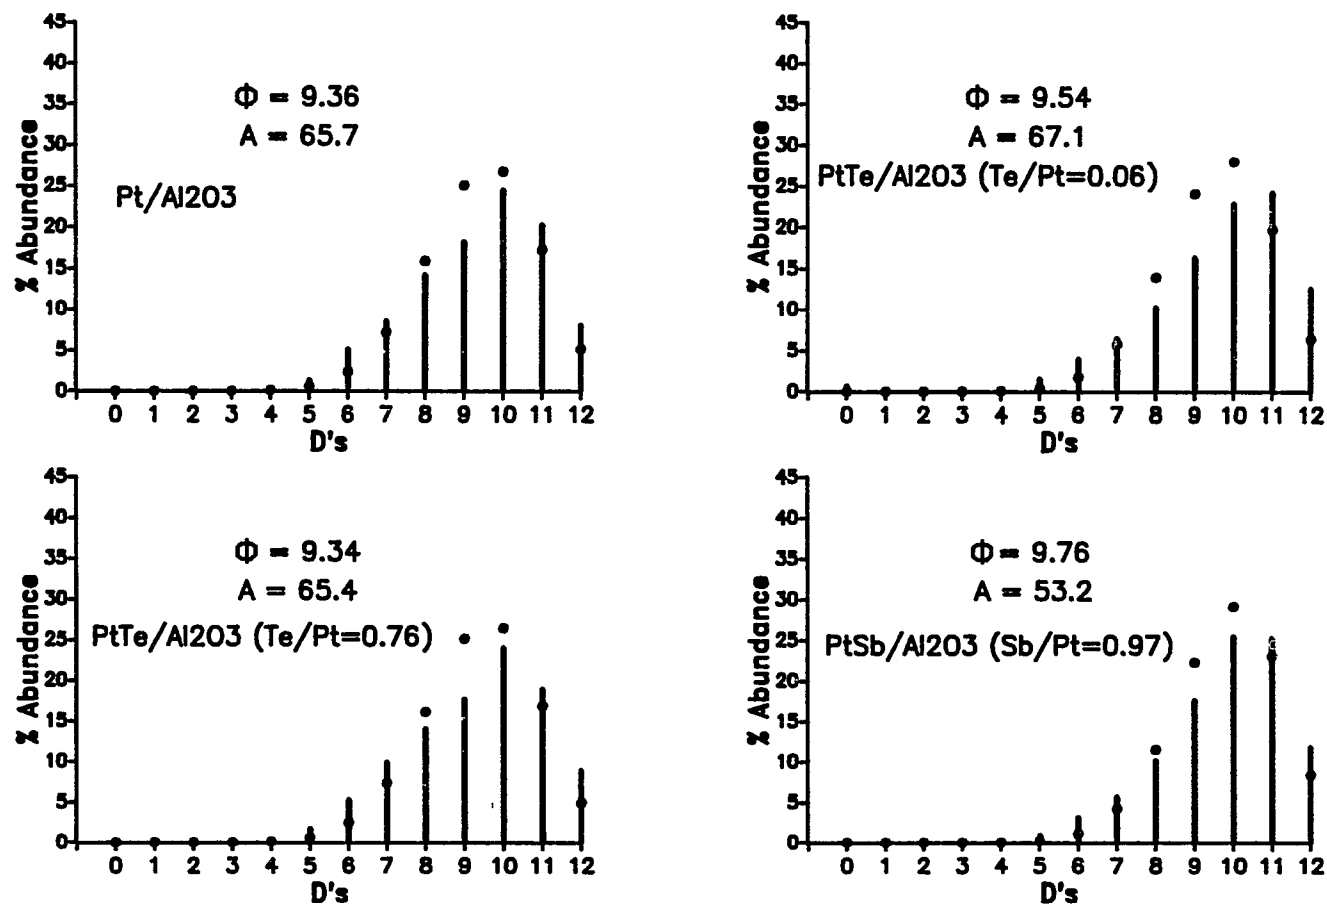 45
40
35
30
25
20
15
10
5
0
% Abundance
Φ = 9.36
A = 65.7
Pt/Al2O3
0 1 2 3 4 5 6 7 8 9 10 11 12
D's
45
40
35
30
25
20
15
10
5
0
% Abundance
Φ = 9.54
A = 67.1
PtTe/Al2O3 (Te/Pt=0.06)
0 1 2 3 4 5 6 7 8 9 10 11 12
D's
45
40
35
30
25
20
15
10
5
0
% Abundance
Φ = 9.34
A = 65.4
PtTe/Al2O3 (Te/Pt=0.76)
0 1 2 3 4 5 6 7 8 9 10 11 12
D's
45
40
35
30
25
20
15
10
5
0
% Abundance
Φ = 9.76
A = 53.2
PtSb/Al2O3 (Sb/Pt=0.97)
0 1 2 3 4 5 6 7 8 9 10 11 12
D's